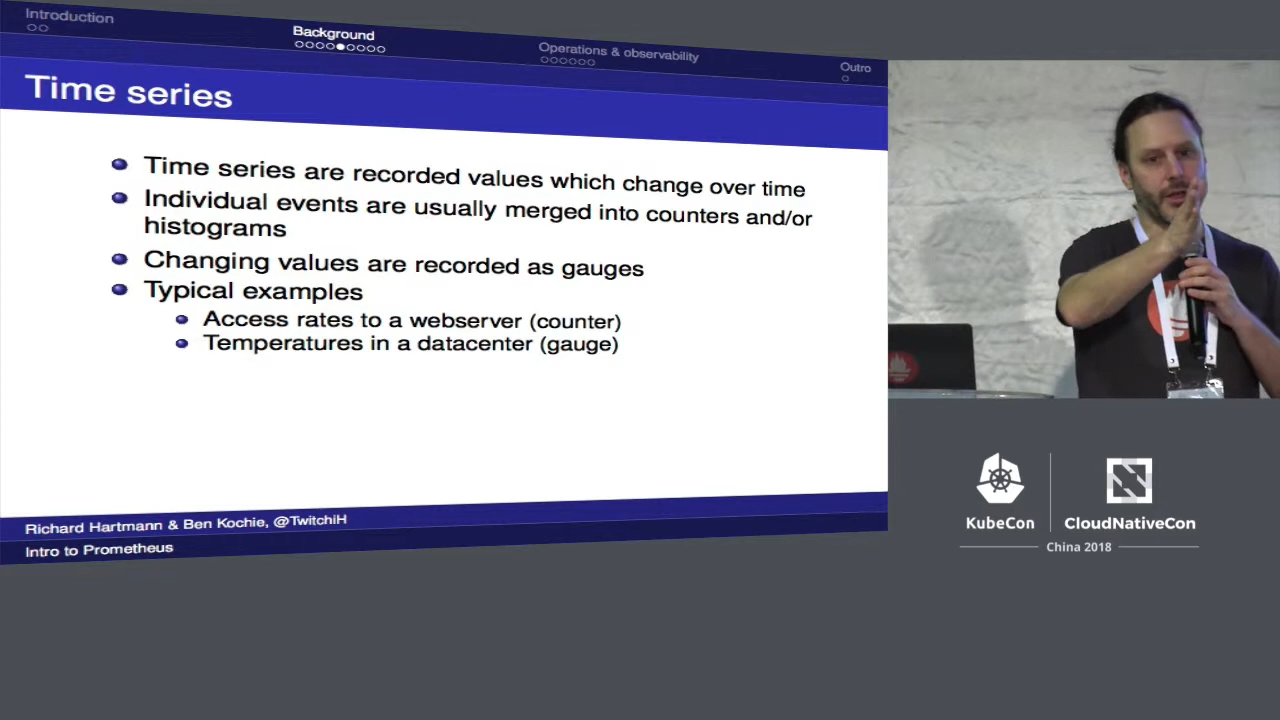 Introduction
Background
Operations & observability
Outro
Time series
Time series are recorded values which change over time
Individual events are usually merged into counters and/or
histograms
Changing values are recorded as gauges
Typical examples
Access rates to a webserver (counter)
Temperatures in a datacenter (gauge)
Richard Hartmann & Ben Kochie, @TwitchiH
Intro to Prometheus
KubeCon
CloudNativeCon
China 2018